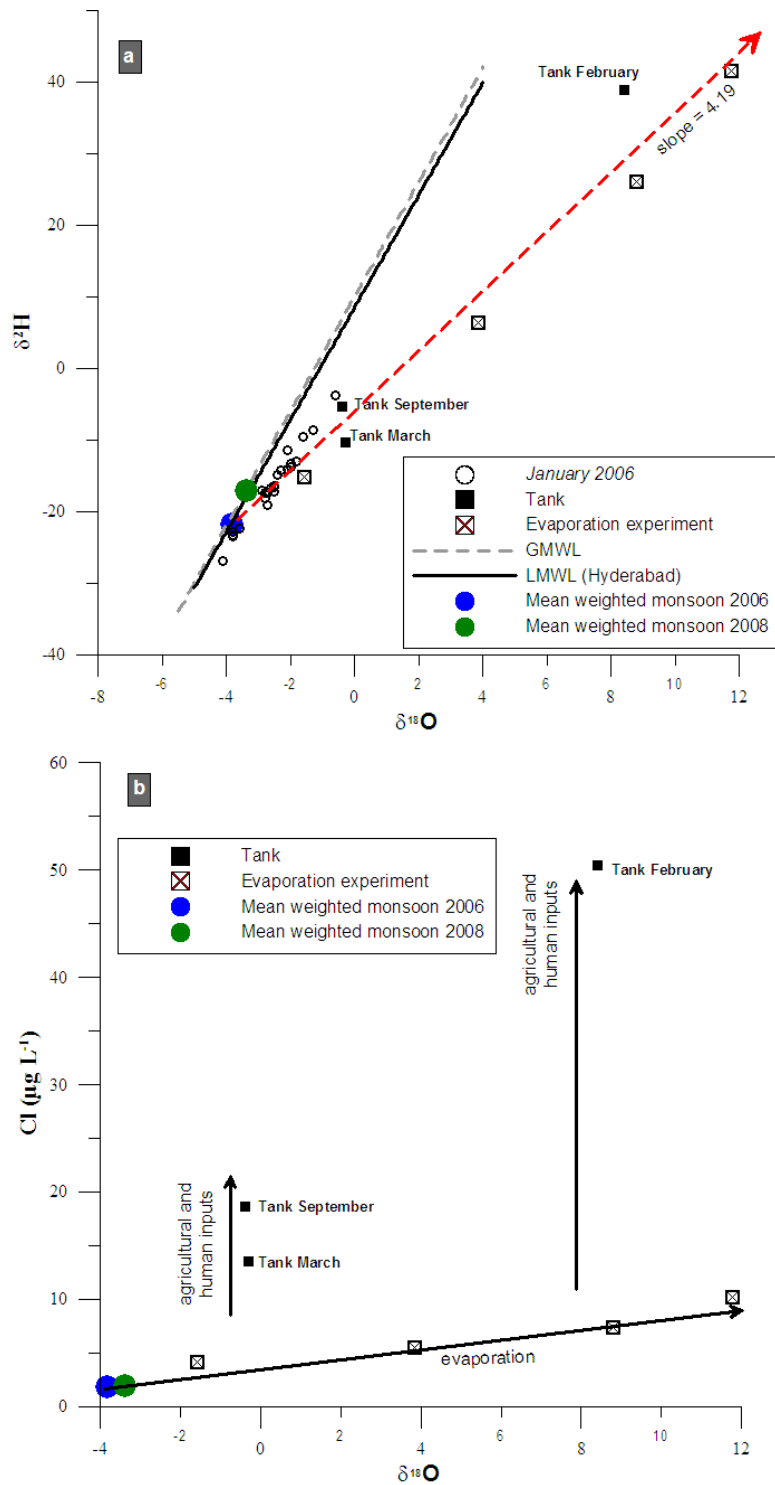 a
40
20
0
-20
-40
δ²H
Tank February
slope = 4.19
Tank September
Tank March
January 2006
Tank
Evaporation experiment
GMWL
LMWL (Hyderabad)
Mean weighted monsoon 2006
Mean weighted monsoon 2008
-8 -6 -4 -2 0 2 4 6 8 10 12
δ¹⁸O
b
60
50
40
30
20
10
0
Cl (µg L⁻¹)
Tank
Evaporation experiment
Mean weighted monsoon 2006
Mean weighted monsoon 2008
Tank February
agricultural and
human inputs
agricultural and
human inputs
Tank September
Tank March
evaporation
-4 -2 0 2 4 6 8 10 12
δ¹⁸O